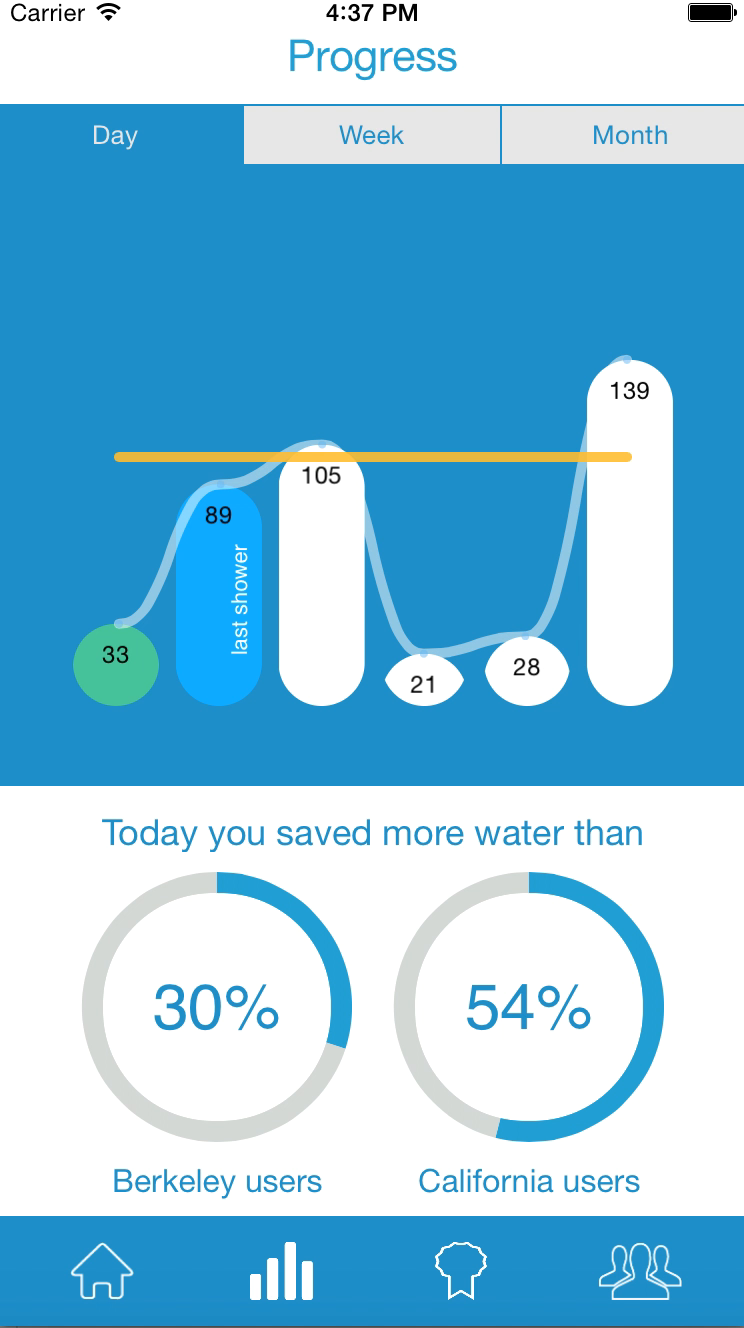 Carrier 4:37 PM
Progress
Day Week Month
139
105
89
last shower
33
28
21
Today you saved more water than
30% 54%
Berkeley users California users